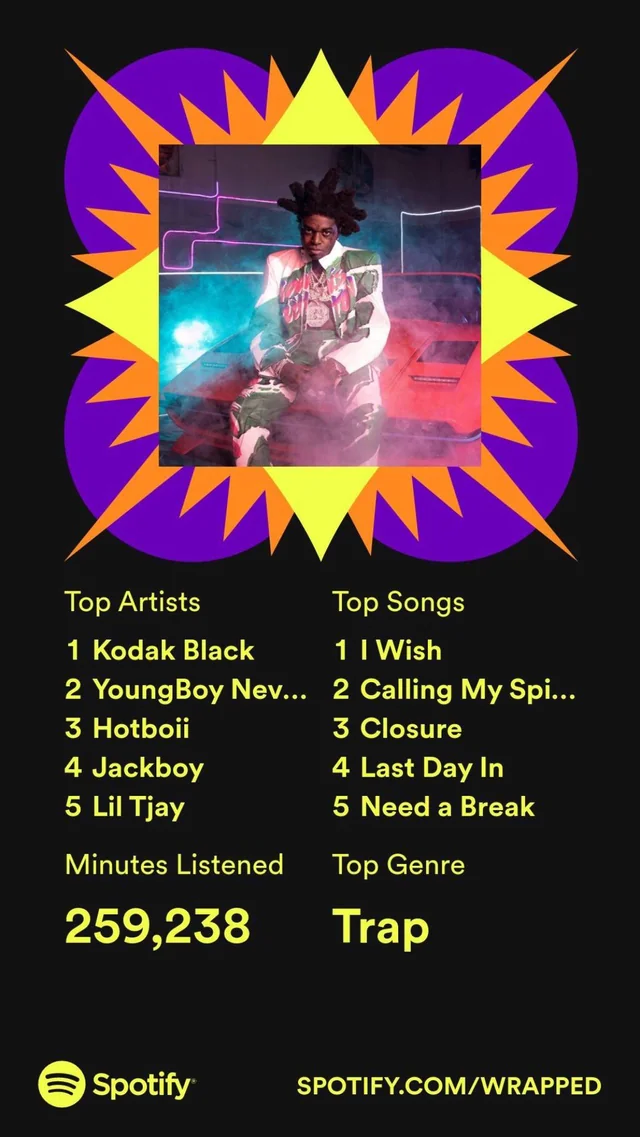 Top Artists
1 Kodak Black
2 YoungBoy Nev...
3 Hotboii
4 Jackboy
5 Lil Tjay
Top Songs
1 I Wish
2 Calling My Spi...
3 Closure
4 Last Day In
5 Need a Break
Minutes Listened
259,238
Top Genre
Trap
Spotify
SPOTIFY.COM/WRAPPED